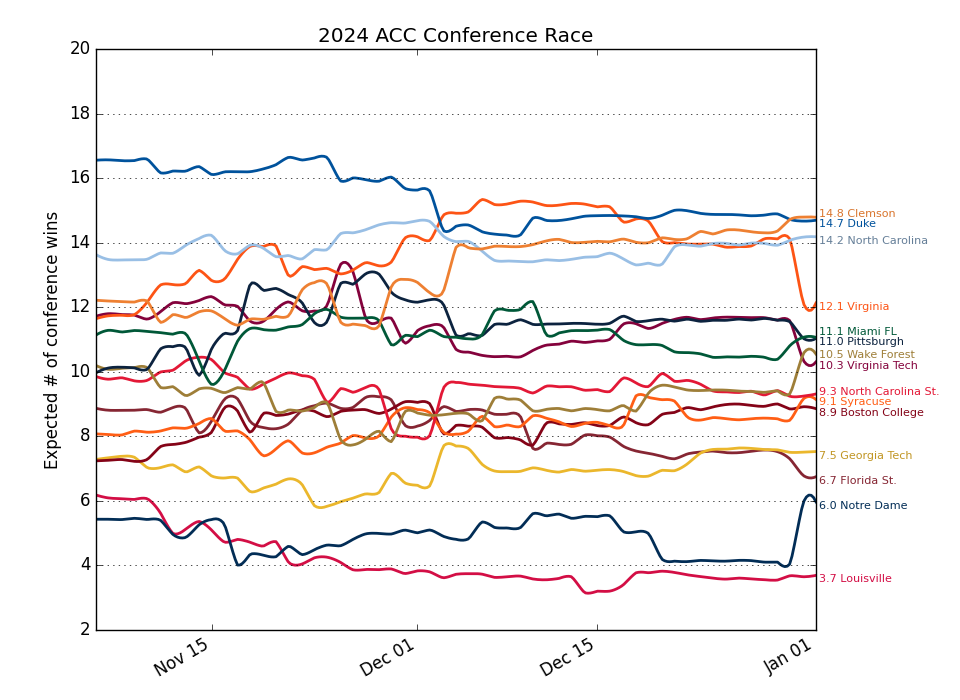 2024 ACC Conference Race
Expected # of conference wins
20
18
16
14
12
10
8
6
4
2
Nov 15
Dec 01
Dec 15
Jan 01
14.8 Clemson
14.7 Duke
14.2 North Carolina
12.1 Virginia
11.1 Miami FL
11.0 Pittsburgh
10.5 Wake Forest
10.3 Virginia Tech
9.3 North Carolina St.
9.1 Syracuse
8.9 Boston College
7.5 Georgia Tech
6.7 Florida St.
6.0 Notre Dame
3.7 Louisville